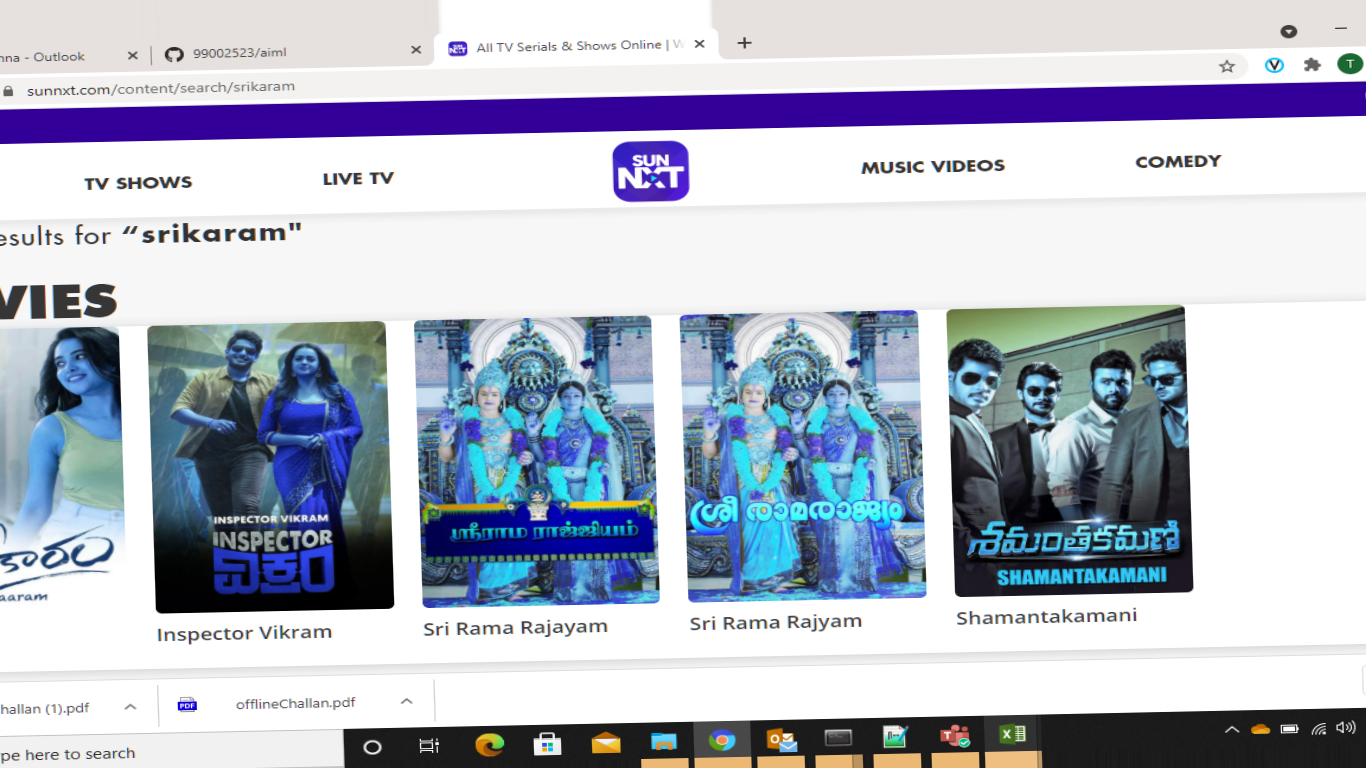 nna - Outlook
99002523/aiml
All TV Serials & Shows Online | W
sunnxt.com/content/search/srikaram
T
TV SHOWS
LIVE TV
SUN
NXT
MUSIC VIDEOS
COMEDY
esults for “srikaram"
VIES
కారం
aaram
INSPECTOR VIKRAM
INSPECTOR
ಏಕ್ರಂ
ஸ்ரீராம ராஜ்ஜியம்
ശ്രീ രാമരാജ്യം
శమంతకమణి
SHAMANTAKAMANI
Inspector Vikram
Sri Rama Rajayam
Sri Rama Rajyam
Shamantakamani
hallan (1).pdf
PDF
offlineChallan.pdf
pe here to search